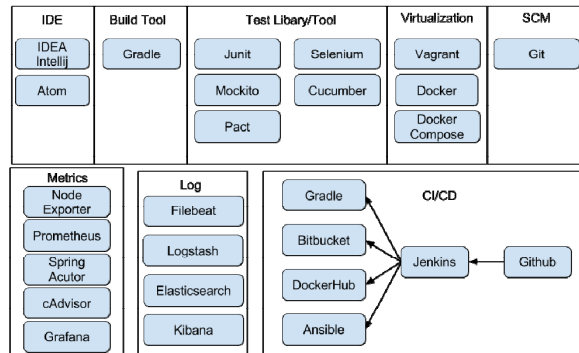 IDE
Build Tool
Test Libary/Tool
Virtualization
SCM
IDEA
Intellij
Atom
Gradle
Junit
Selenium
Mockito
Cucumber
Pact
Vagrant
Docker
Docker
Compose
Git
Metrics
Node
Exporter
Prometheus
Spring
Acutor
cAdvisor
Grafana
Log
Filebeat
Logstash
Elasticsearch
Kibana
CI/CD
Gradle
Bitbucket
DockerHub
Ansible
Jenkins
Github